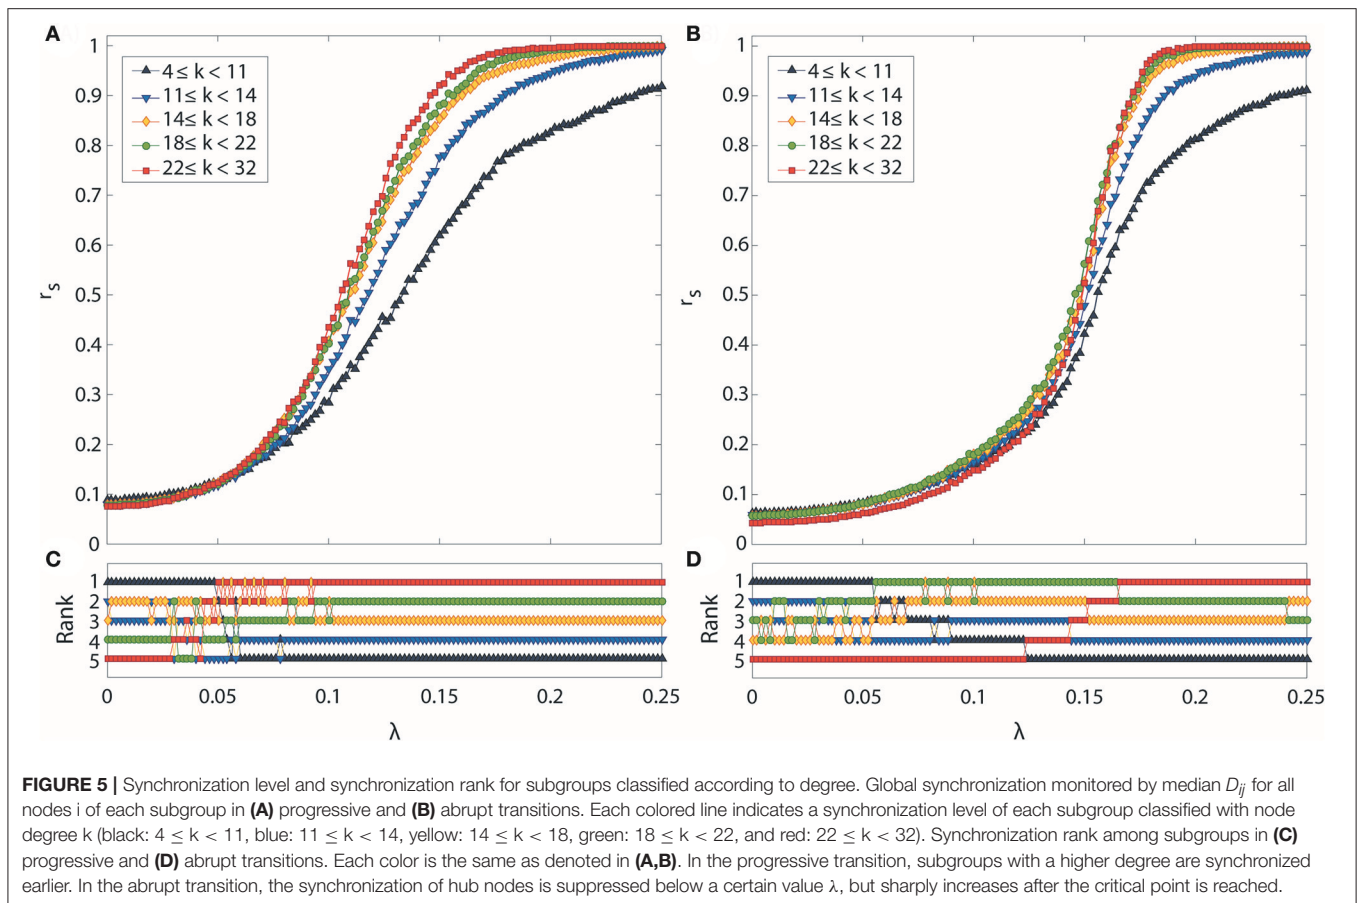 A
1
0.9
0.8
0.7
0.6
0.5
0.4
0.3
0.2
0.1
0
r_s
4 ≤ k < 11
11≤ k < 14
14≤ k < 18
18≤ k < 22
22≤ k < 32
B
1
0.9
0.8
0.7
0.6
0.5
0.4
0.3
0.2
0.1
0
r_s
4 ≤ k < 11
11≤ k < 14
14≤ k < 18
18≤ k < 22
22≤ k < 32
C
1
2
3
4
5
Rank
0 0.05 0.1 0.15 0.2 0.25
λ
D
1
2
3
4
5
Rank
0 0.05 0.1 0.15 0.2 0.25
λ
FIGURE 5 | Synchronization level and synchronization rank for subgroups classified according to degree. Global synchronization monitored by median D_ij for all
nodes i of each subgroup in (A) progressive and (B) abrupt transitions. Each colored line indicates a synchronization level of each subgroup classified with node
degree k (black: 4 ≤ k < 11, blue: 11 ≤ k < 14, yellow: 14 ≤ k < 18, green: 18 ≤ k < 22, and red: 22 ≤ k < 32). Synchronization rank among subgroups in (C)
progressive and (D) abrupt transitions. Each color is the same as denoted in (A,B). In the progressive transition, subgroups with a higher degree are synchronized
earlier. In the abrupt transition, the synchronization of hub nodes is suppressed below a certain value λ, but sharply increases after the critical point is reached.